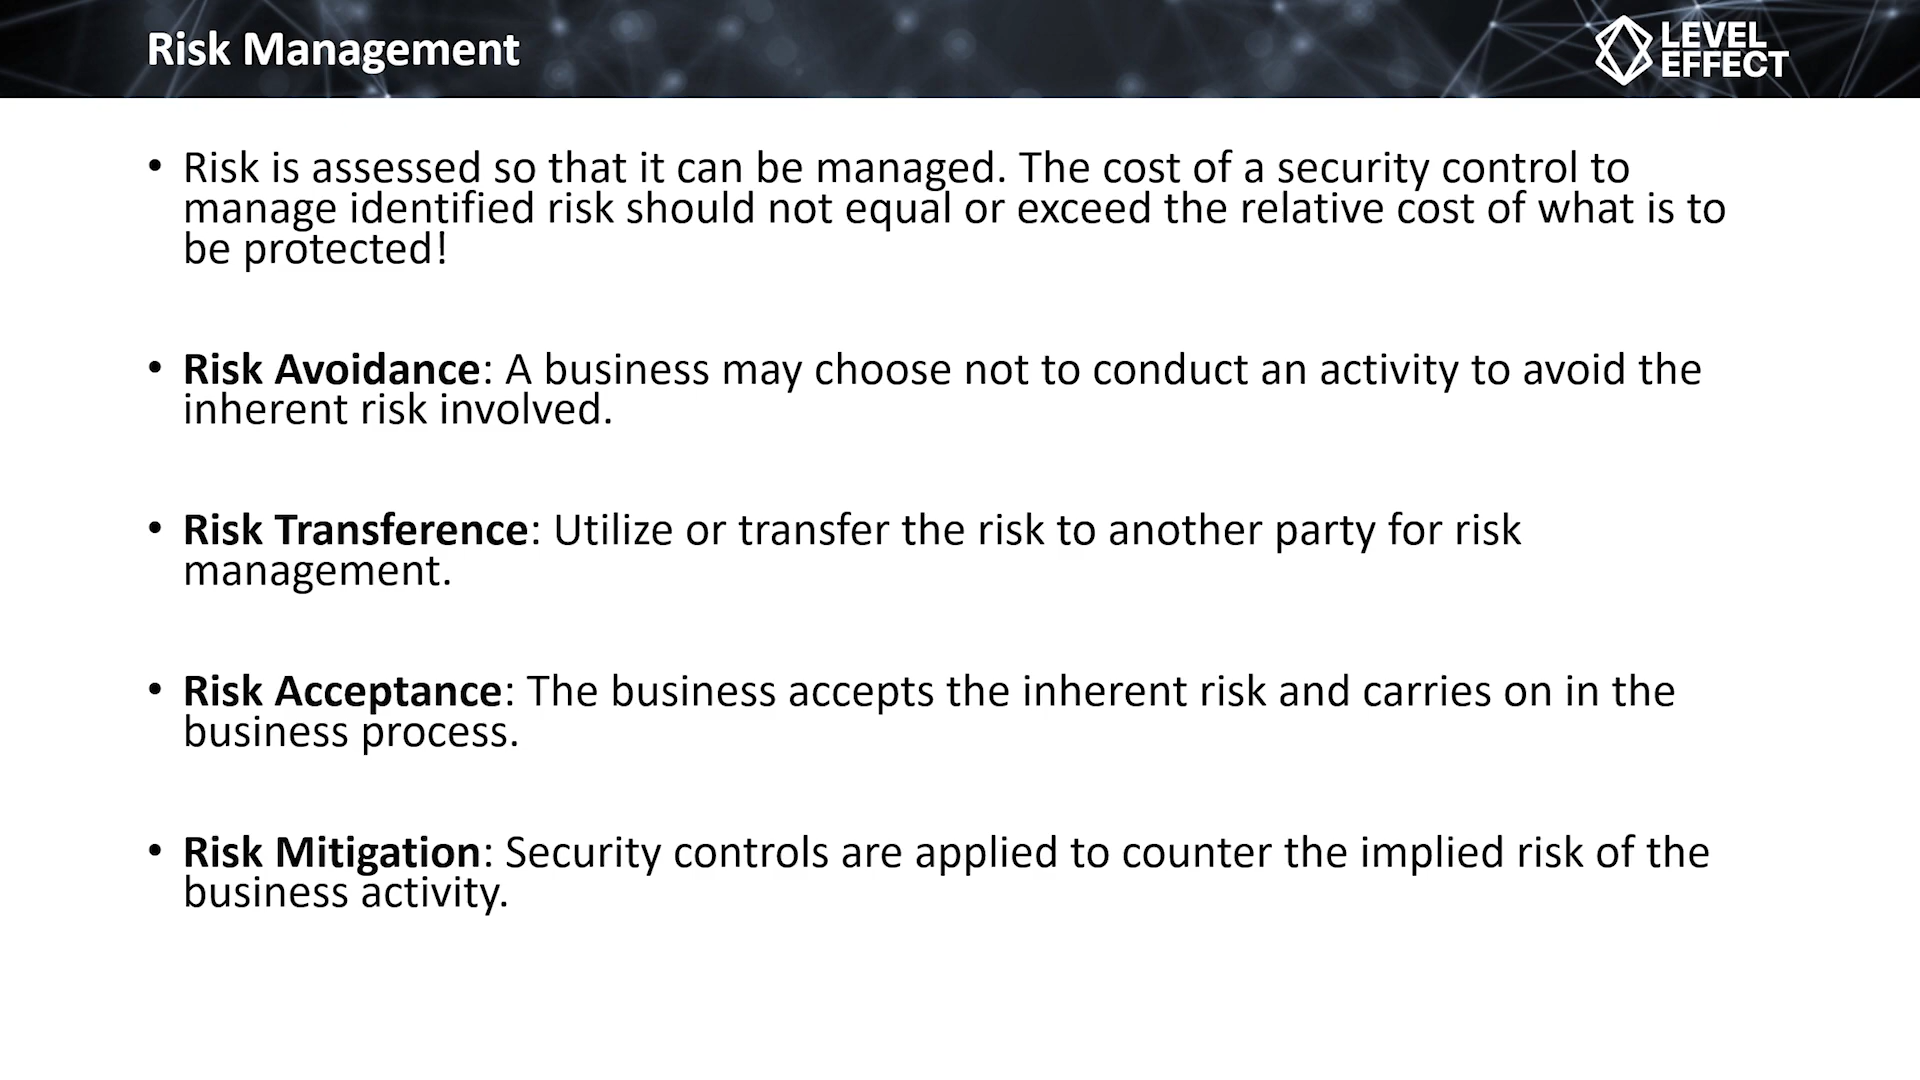 Risk Management
LEVEL
EFFECT
• Risk is assessed so that it can be managed. The cost of a security control to
manage identified risk should not equal or exceed the relative cost of what is to
be protected!
• Risk Avoidance: A business may choose not to conduct an activity to avoid the
inherent risk involved.
• Risk Transference: Utilize or transfer the risk to another party for risk
management.
• Risk Acceptance: The business accepts the inherent risk and carries on in the
business process.
• Risk Mitigation: Security controls are applied to counter the implied risk of the
business activity.